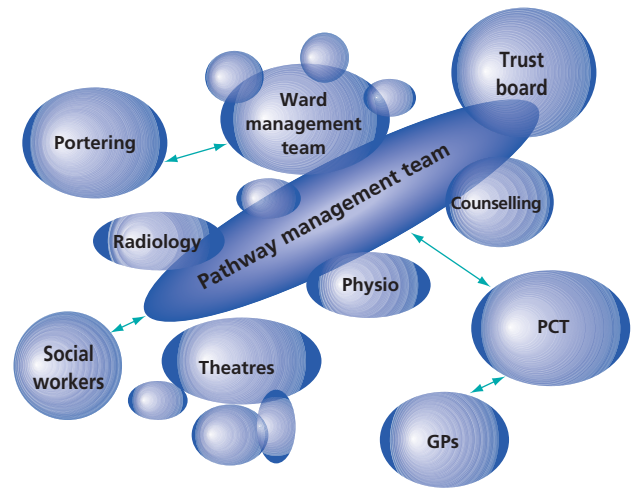 Trust
board
Ward
management
team
Portering
Pathway management team
Counselling
Radiology
Physio
PCT
Social
workers
Theatres
GPs